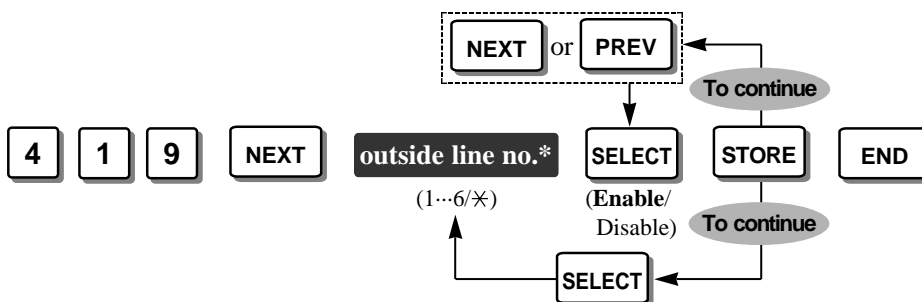 NEXT or PREV
To continue
4 1 9 NEXT outside line no.* SELECT STORE END
(1···6/✳) (Enable/
Disable) To continue
SELECT